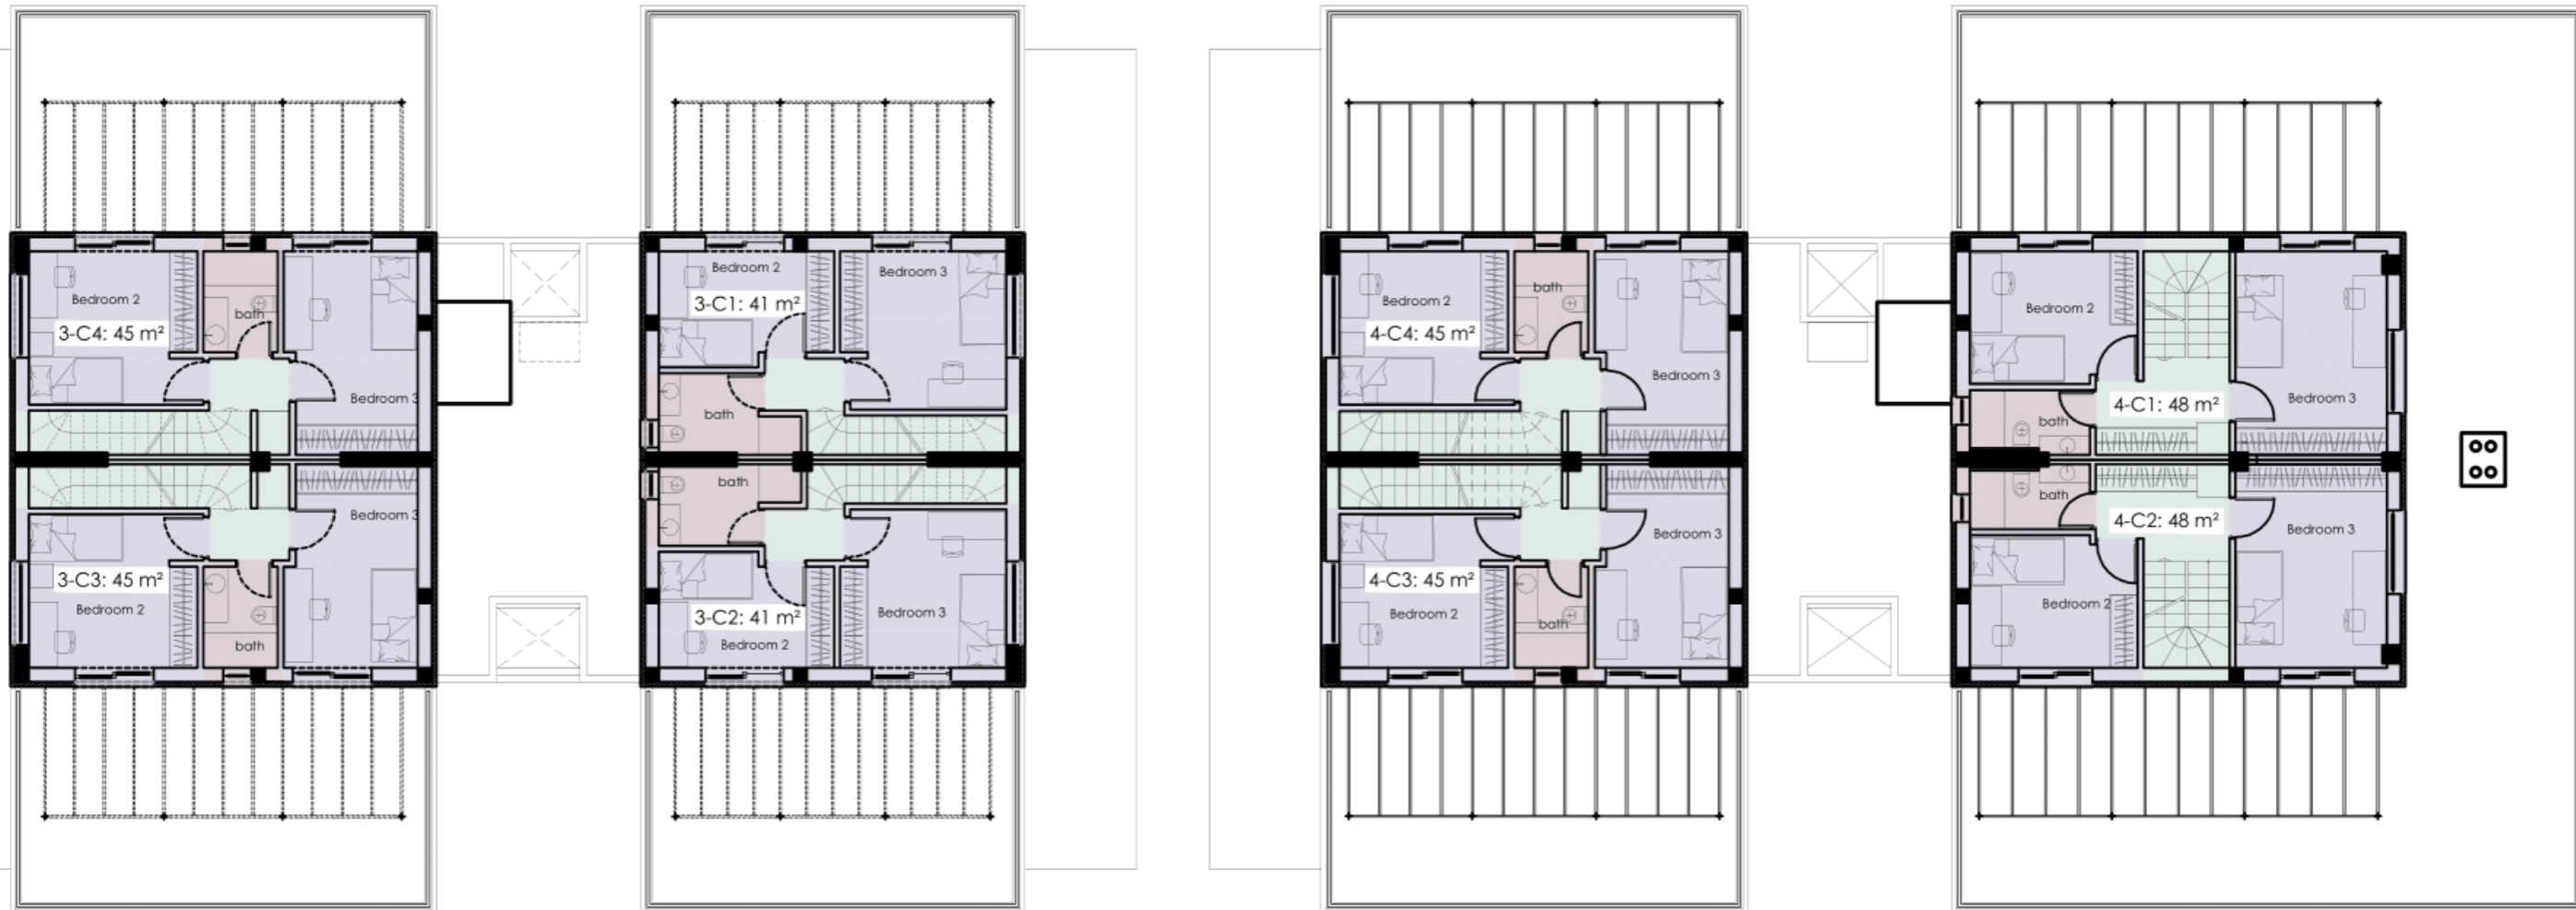 Bedroom 2
3-C4: 45 m²
bath
Bedroom 3
Bedroom 3
3-C3: 45 m²
Bedroom 2
bath
Bedroom 2
Bedroom 3
3-C1: 41 m²
bath
bath
3-C2: 41 m²
Bedroom 3
Bedroom 2
bath
Bedroom 2
4-C4: 45 m²
Bedroom 3
Bedroom 3
4-C3: 45 m²
Bedroom 2
bath
Bedroom 2
4-C1: 48 m²
Bedroom 3
bath
bath
4-C2: 48 m²
Bedroom 3
Bedroom 2